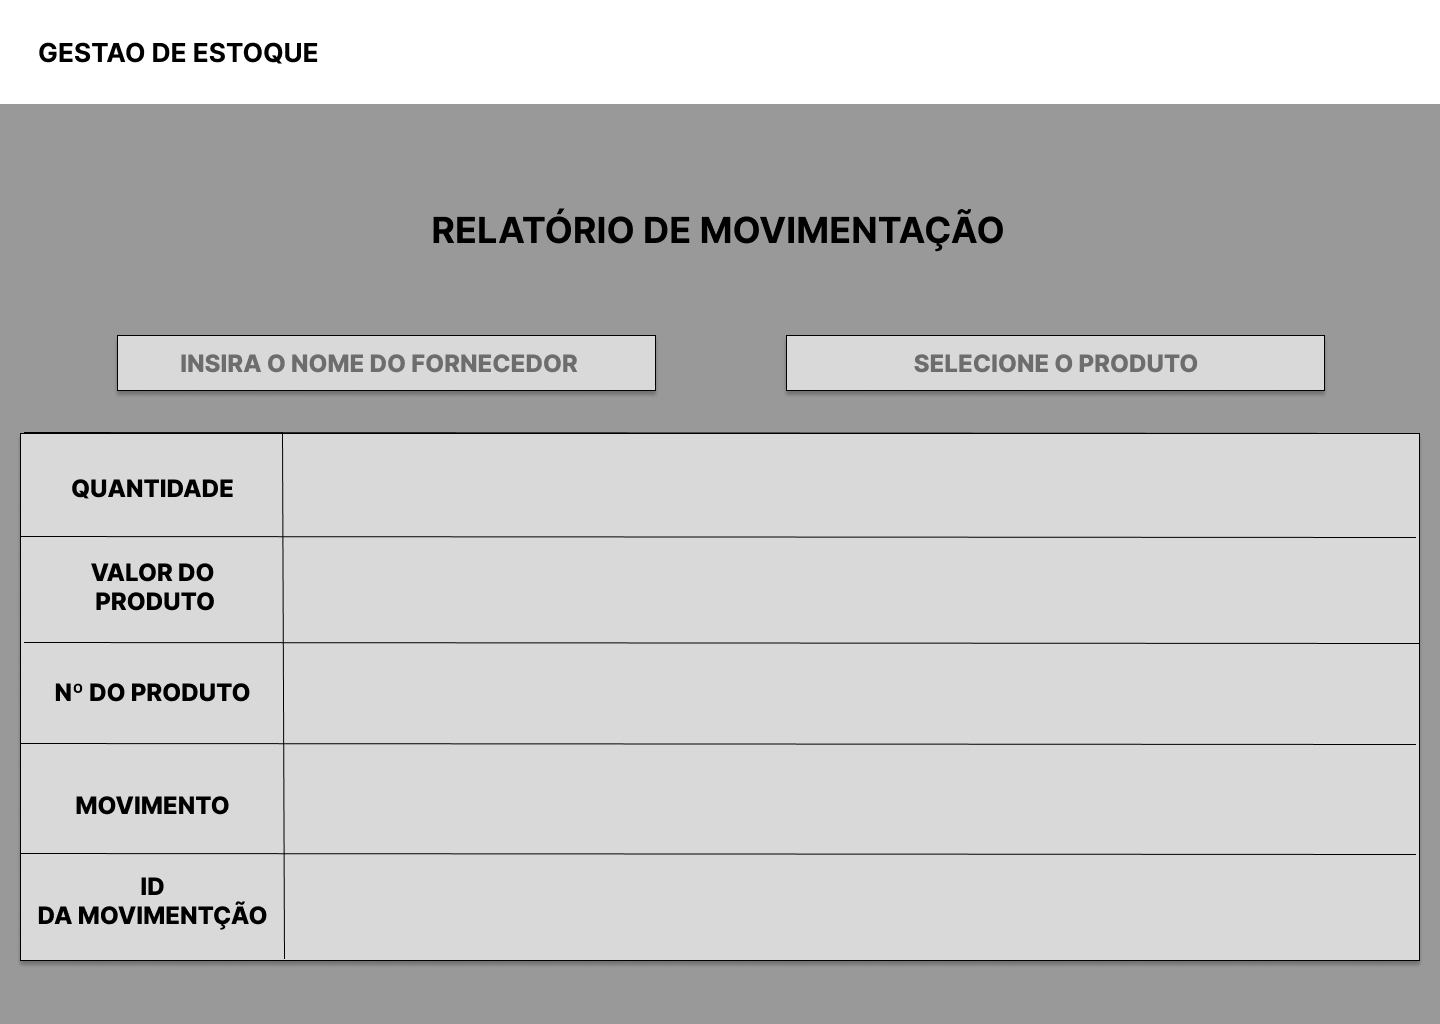 GESTAO DE ESTOQUE
RELATÓRIO DE MOVIMENTAÇÃO
INSIRA O NOME DO FORNECEDOR
SELECIONE O PRODUTO
QUANTIDADE
VALOR DO
PRODUTO
Nº DO PRODUTO
MOVIMENTO
ID
DA MOVIMENTÇÃO